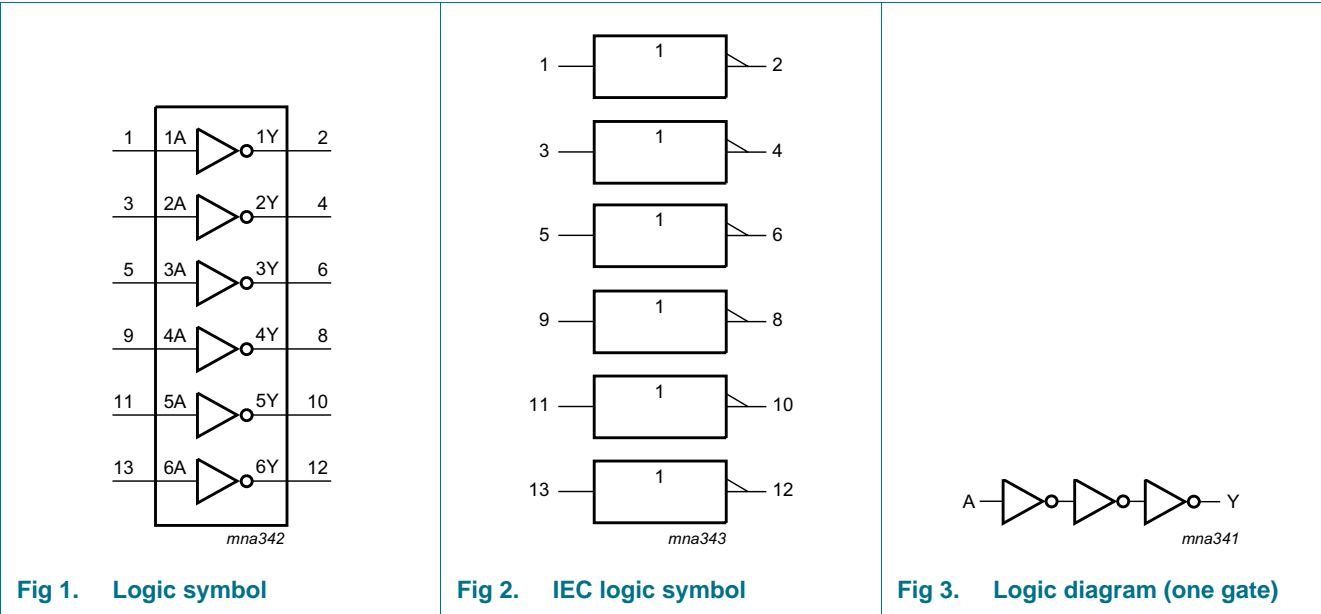 1 1A 1Y 2
3 2A 2Y 4
5 3A 3Y 6
9 4A 4Y 8
11 5A 5Y 10
13 6A 6Y 12
mna342
Fig 1. Logic symbol
1 1 2
3 1 4
5 1 6
9 1 8
11 1 10
13 1 12
mna343
Fig 2. IEC logic symbol
A Y
mna341
Fig 3. Logic diagram (one gate)